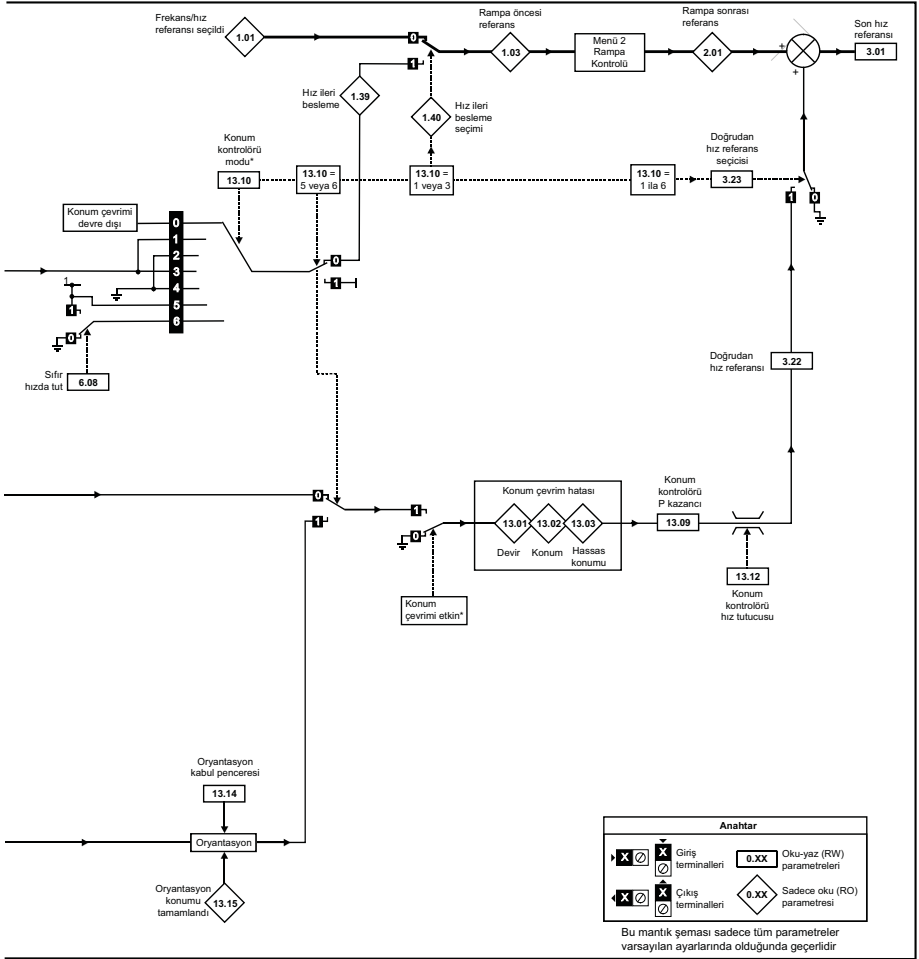 Frekans/hız
referansı seçildi
1.01
0
1
Rampa öncesi
referans
1.03
Menü 2
Rampa
Kontrolü
Rampa sonrası
referans
2.01
+
+
Son hız
referansı
3.01
Hız ileri
besleme
1.39
1.40
Hız ileri
besleme
seçimi
Konum
kontrolörü
modu*
13.10
13.10 =
5 veya 6
13.10 =
1 veya 3
13.10 =
1 ila 6
Doğrudan
hız referans
seçicisi
3.23
1
0
Konum çevrimi
devre dışı
0
1
2
3
4
5
6
0
1
1
1
0
Sıfır
hızda tut
6.08
Doğrudan
hız referansı
3.22
0
1
1
0
Konum
çevrimi etkin*
Konum çevrim hatası
13.01
13.02
13.03
Devir
Konum
Hassas
konumu
Konum
kontrolörü
P kazancı
13.09
13.12
Konum
kontrolörü
hız tutucusu
Oryantasyon
kabul penceresi
13.14
Oryantasyon
Oryantasyon
konumu
tamamlandı
13.15
Anahtar
X
X
Giriş
terminalleri
0.XX
Oku-yaz (RW)
parametreleri
X
X
Çıkış
terminalleri
0.XX
Sadece oku (RO)
parametresi
Bu mantık şeması sadece tüm parametreler
varsayılan ayarlarında olduğunda geçerlidir